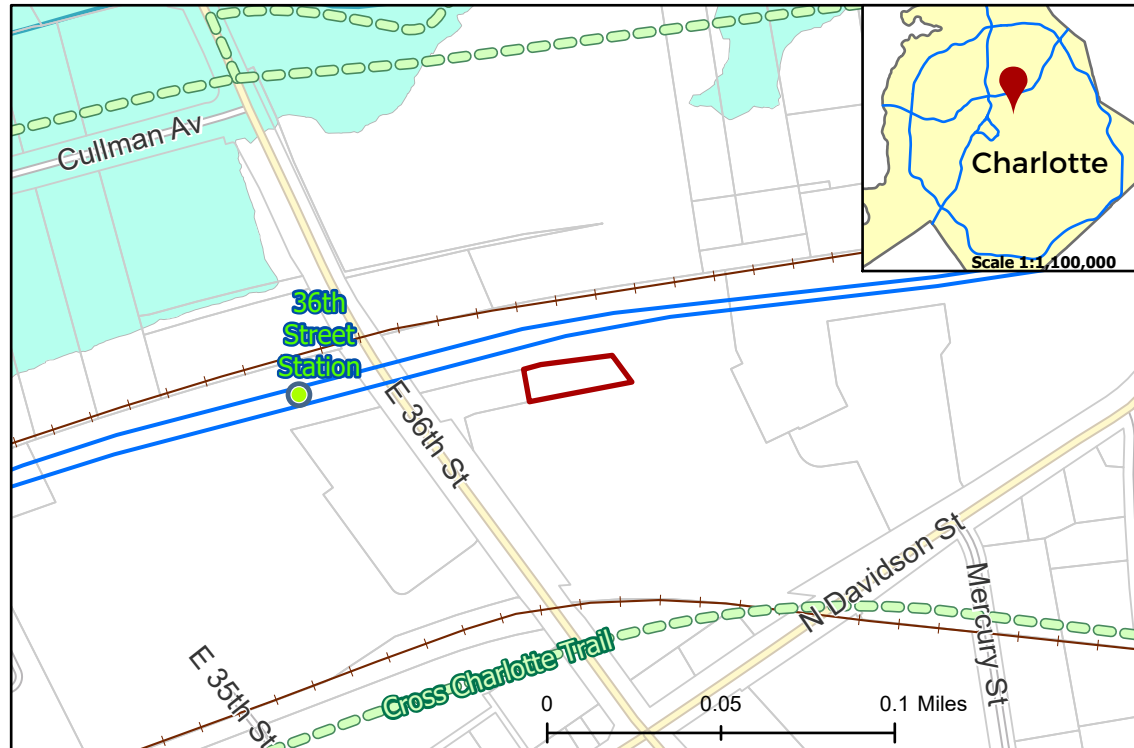 Cullman Av
Charlotte
Scale 1:1,100,000
36th
Street
Station
E 36th St
N Davidson St
Mercury St
E 35th St
Cross Charlotte Trail
0
0.05
0.1 Miles